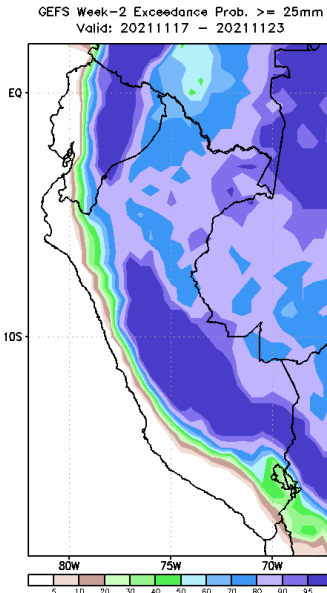 GEFS Week-2 Exceedance Prob. >= 25mm
Valid: 20211117 - 20211123
EQ
10S
80W 75W 70W
5 10 20 30 40 50 60 70 80 90 95